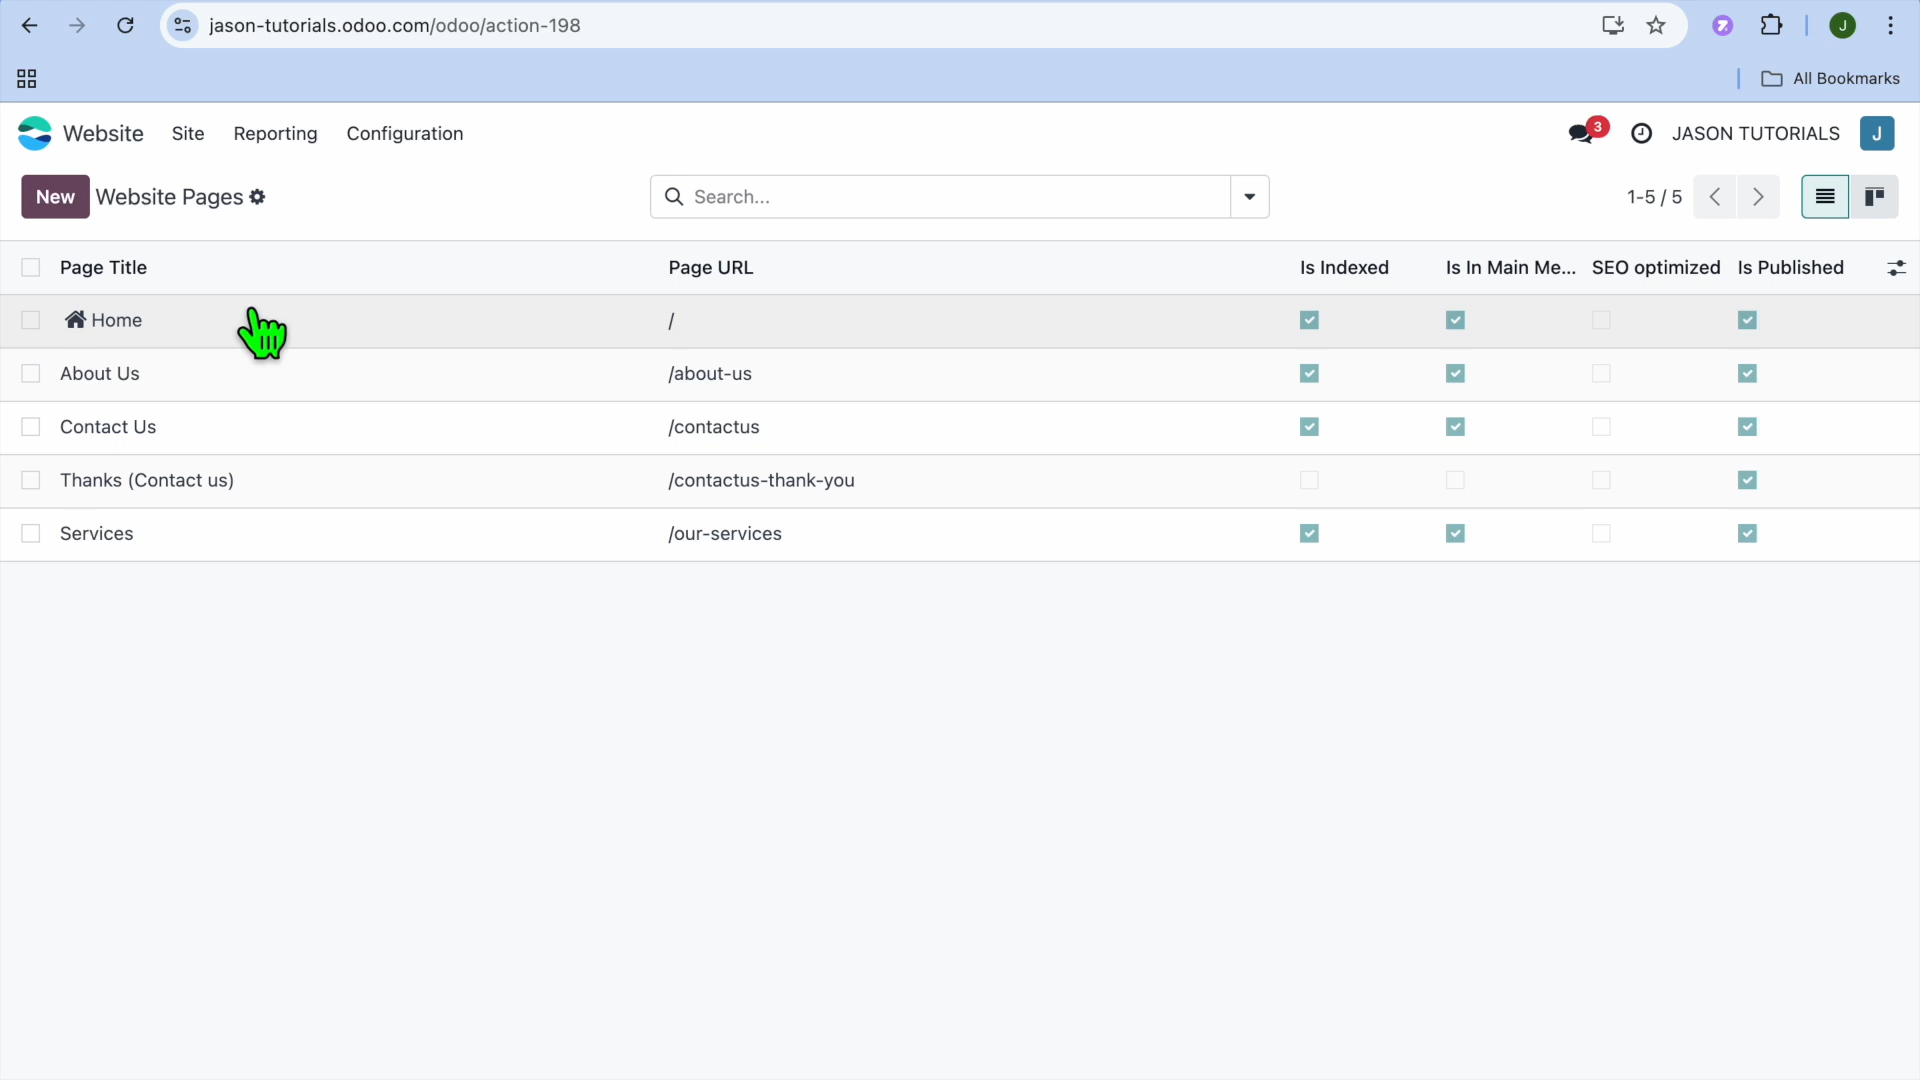 jason-tutorials.odoo.com/odoo/action-198
J
All Bookmarks
Website Site Reporting Configuration
3
JASON TUTORIALS
J
New Website Pages
Search...
1-5 / 5
Page Title Page URL Is Indexed Is In Main Me... SEO optimized Is Published
Home /
About Us /about-us
Contact Us /contactus
Thanks (Contact us) /contactus-thank-you
Services /our-services